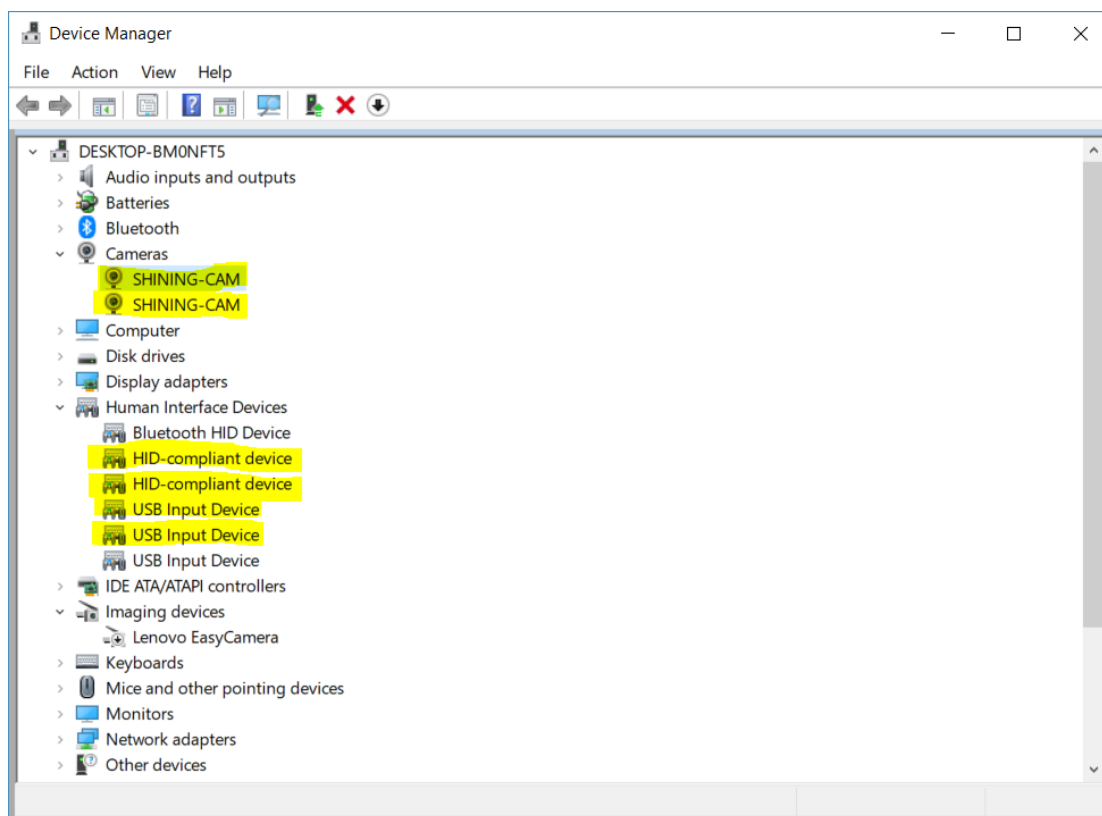 Device Manager
File Action View Help
DESKTOP-BM0NFT5
Audio inputs and outputs
Batteries
Bluetooth
Cameras
SHINING-CAM
SHINING-CAM
Computer
Disk drives
Display adapters
Human Interface Devices
Bluetooth HID Device
HID-compliant device
HID-compliant device
USB Input Device
USB Input Device
USB Input Device
IDE ATA/ATAPI controllers
Imaging devices
Lenovo EasyCamera
Keyboards
Mice and other pointing devices
Monitors
Network adapters
Other devices